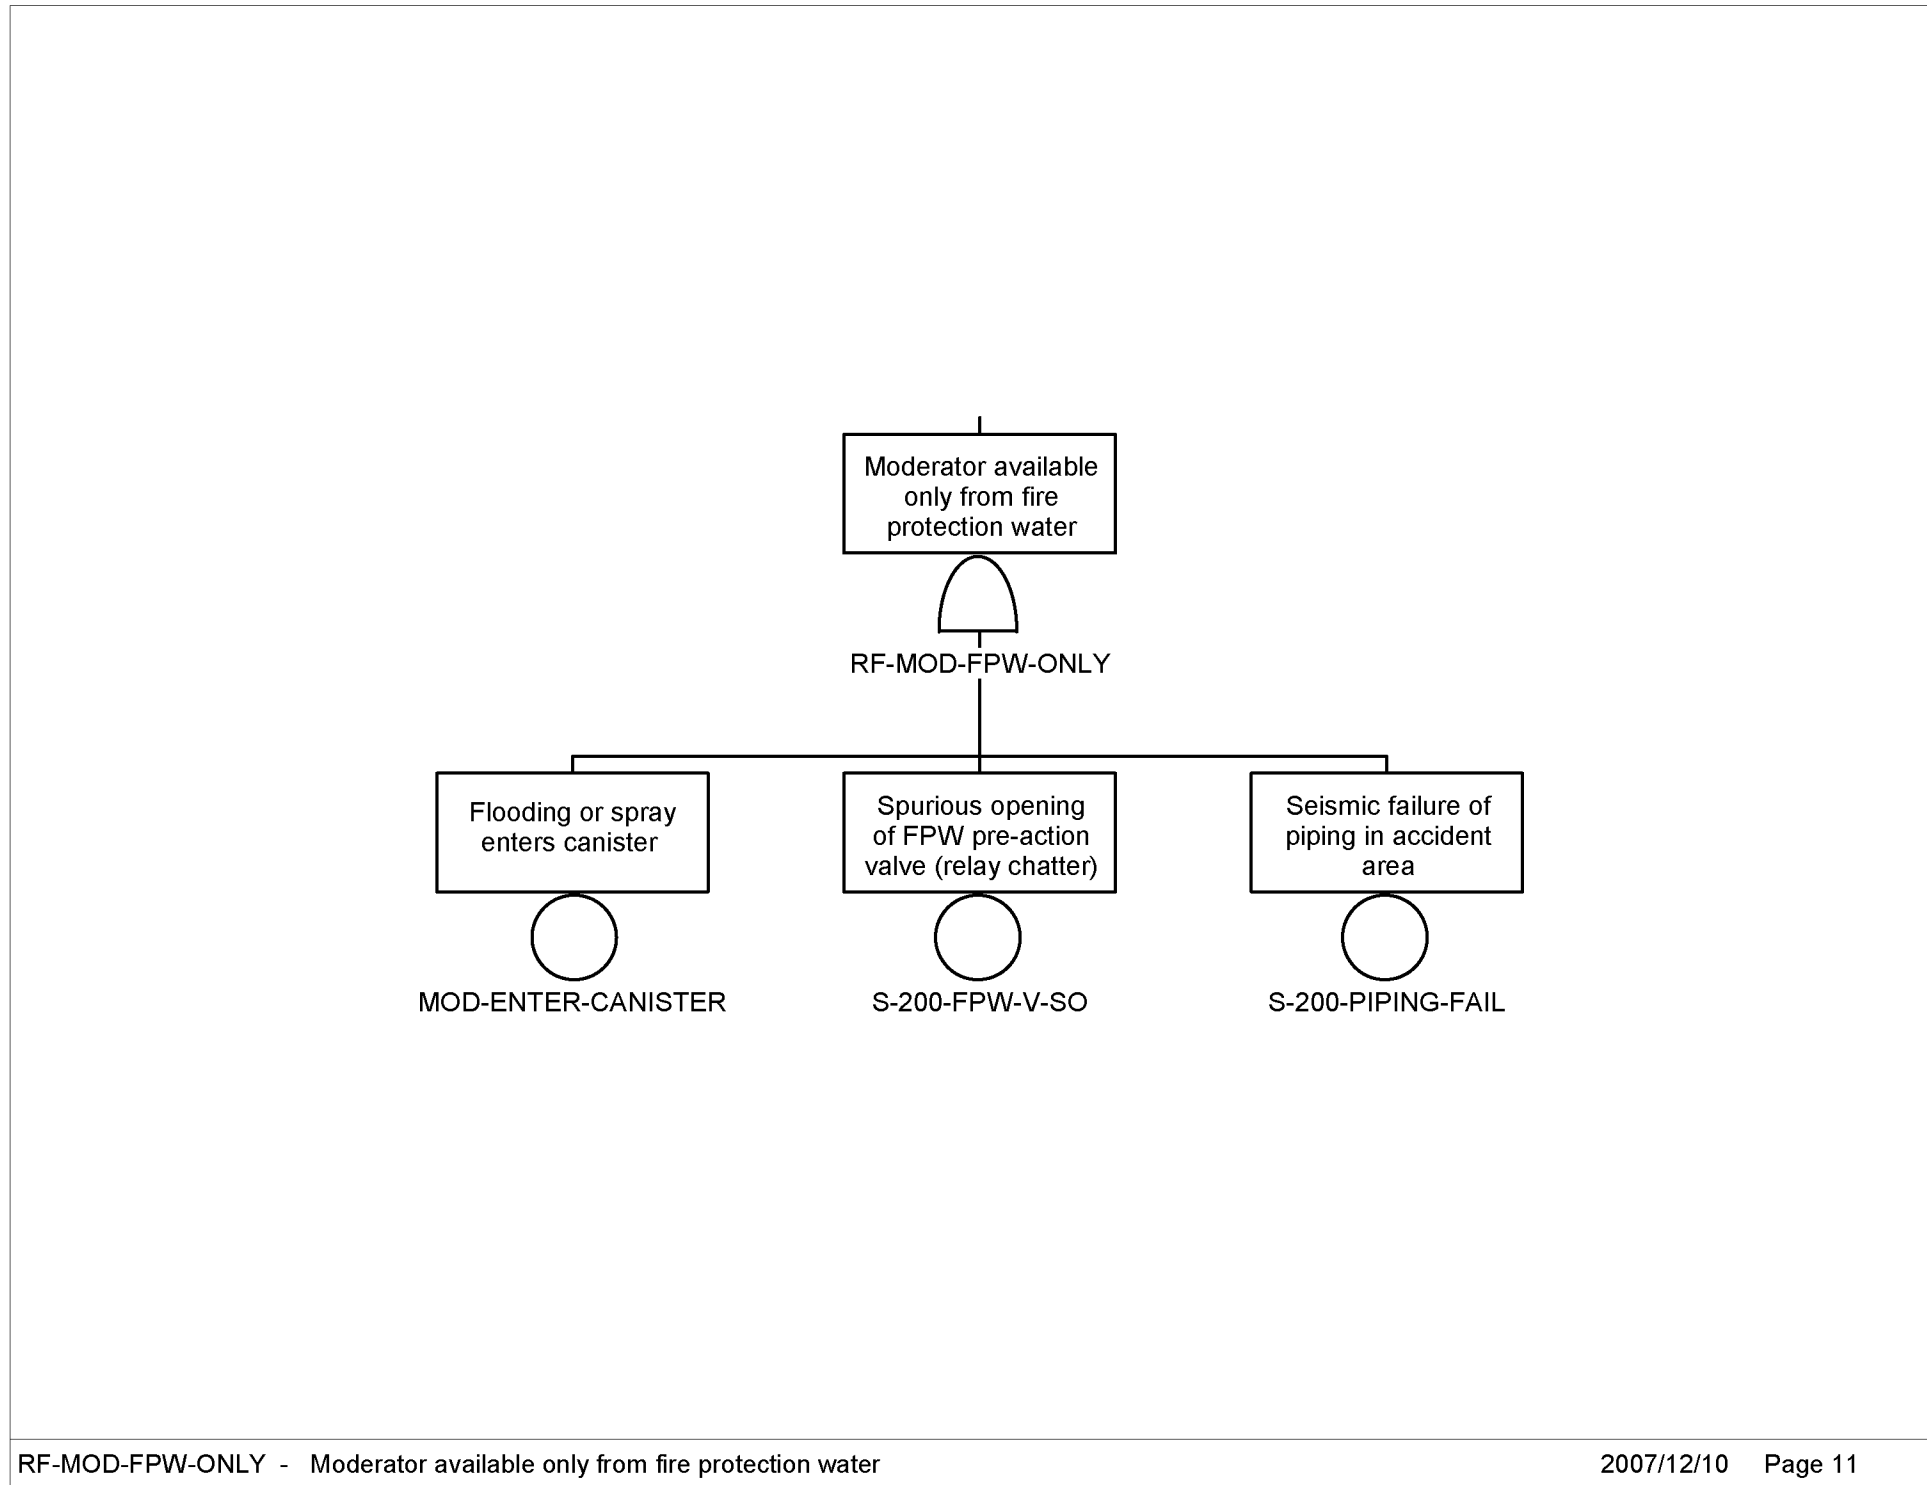 Moderator available
only from fire
protection water
RF-MOD-FPW-ONLY
Flooding or spray
enters canister
Spurious opening
of FPW pre-action
valve (relay chatter)
Seismic failure of
piping in accident
area
MOD-ENTER-CANISTER
S-200-FPW-V-SO
S-200-PIPING-FAIL
RF-MOD-FPW-ONLY - Moderator available only from fire protection water
2007/12/10 Page 11